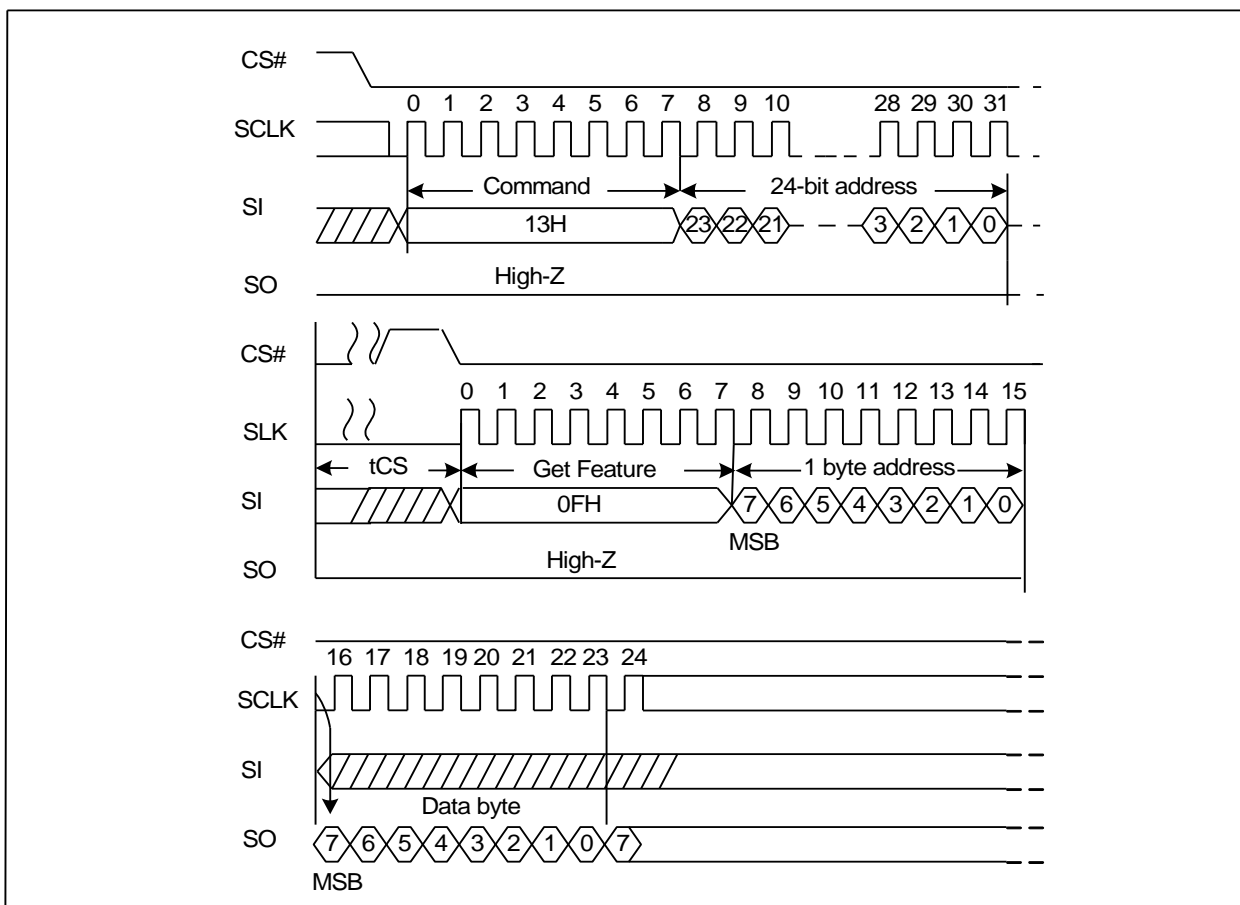 CS#
0 1 2 3 4 5 6 7 8 9 10 28 29 30 31
SCLK
Command 24-bit address
SI
13H 23 22 21 3 2 1 0
High-Z
SO
CS#
0 1 2 3 4 5 6 7 8 9 10 11 12 13 14 15
SLK
tCS Get Feature 1 byte address
SI
0FH 7 6 5 4 3 2 1 0
MSB
High-Z
SO
CS#
16 17 18 19 20 21 22 23 24
SCLK
SI
Data byte
SO 7 6 5 4 3 2 1 0 7
MSB